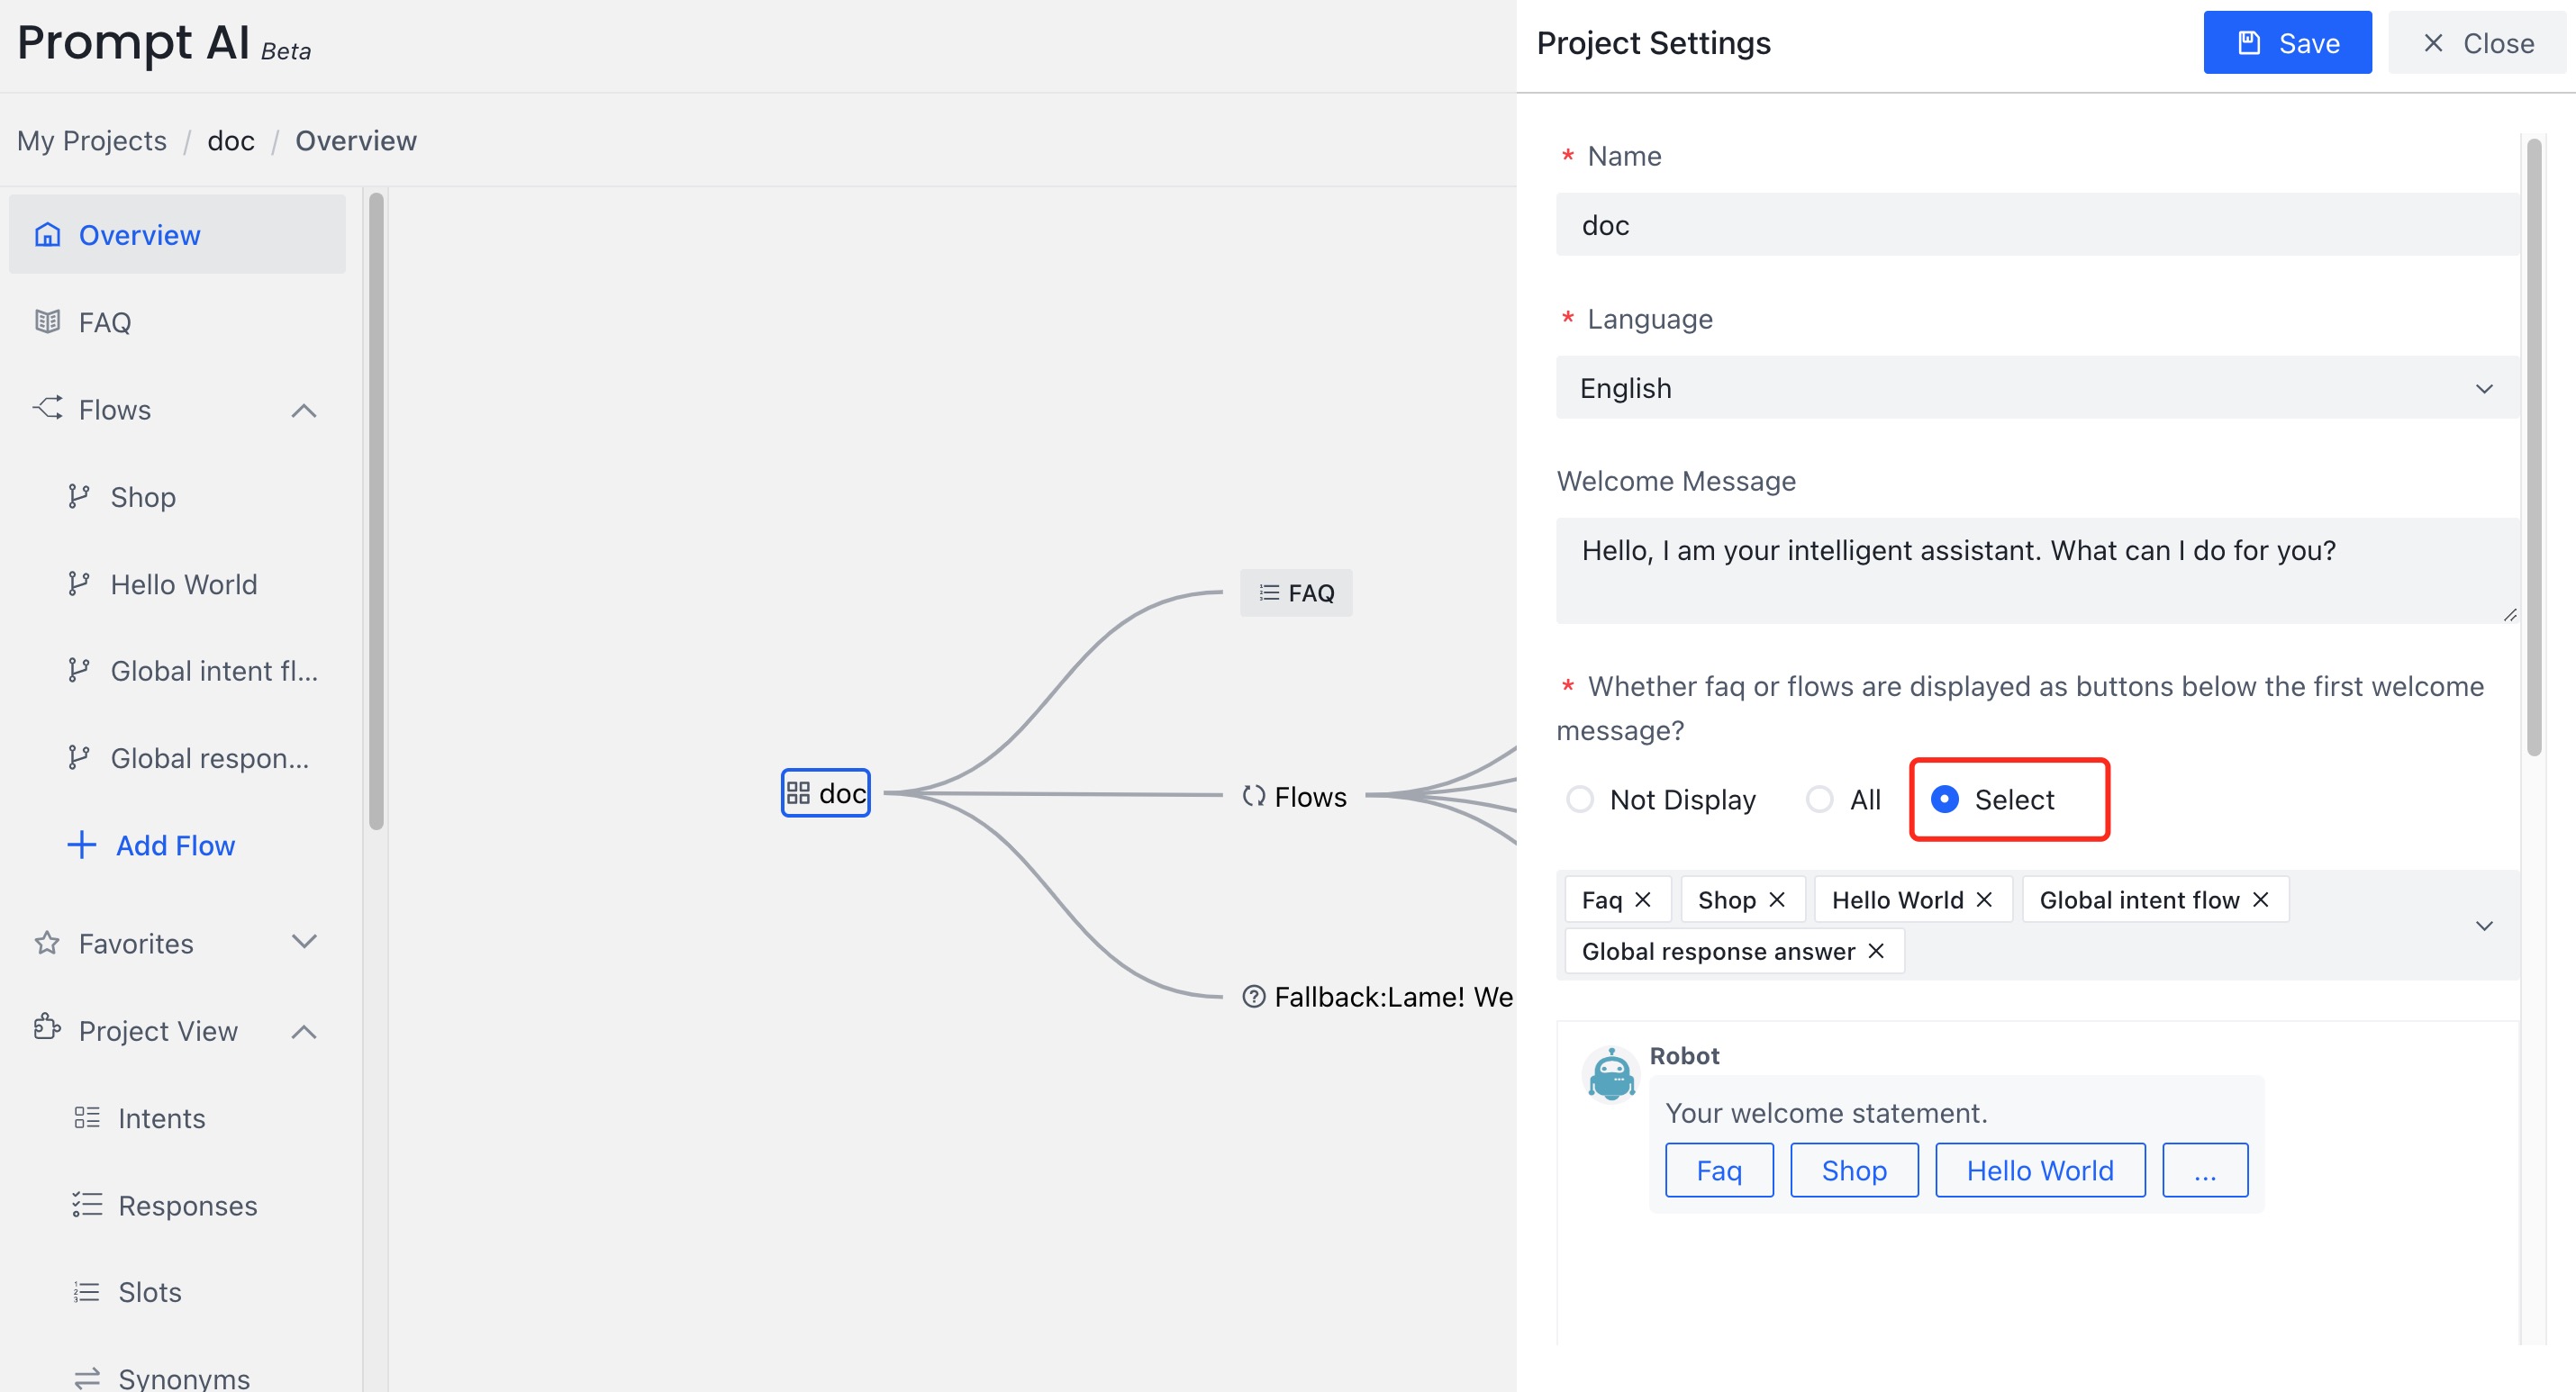 Prompt AI Beta
My Projects / doc / Overview
Overview
FAQ
Flows
Shop
Hello World
Global intent fl...
Global respon...
Add Flow
Favorites
Project View
Intents
Responses
Slots
Synonyms
doc
FAQ
Flows
Fallback:Lame! We
Project Settings
Save
Close
* Name
doc
* Language
English
Welcome Message
Hello, I am your intelligent assistant. What can I do for you?
* Whether faq or flows are displayed as buttons below the first welcome
message?
Not Display All Select
Faq Shop Hello World Global intent flow
Global response answer
Robot
Your welcome statement.
Faq Shop Hello World ...